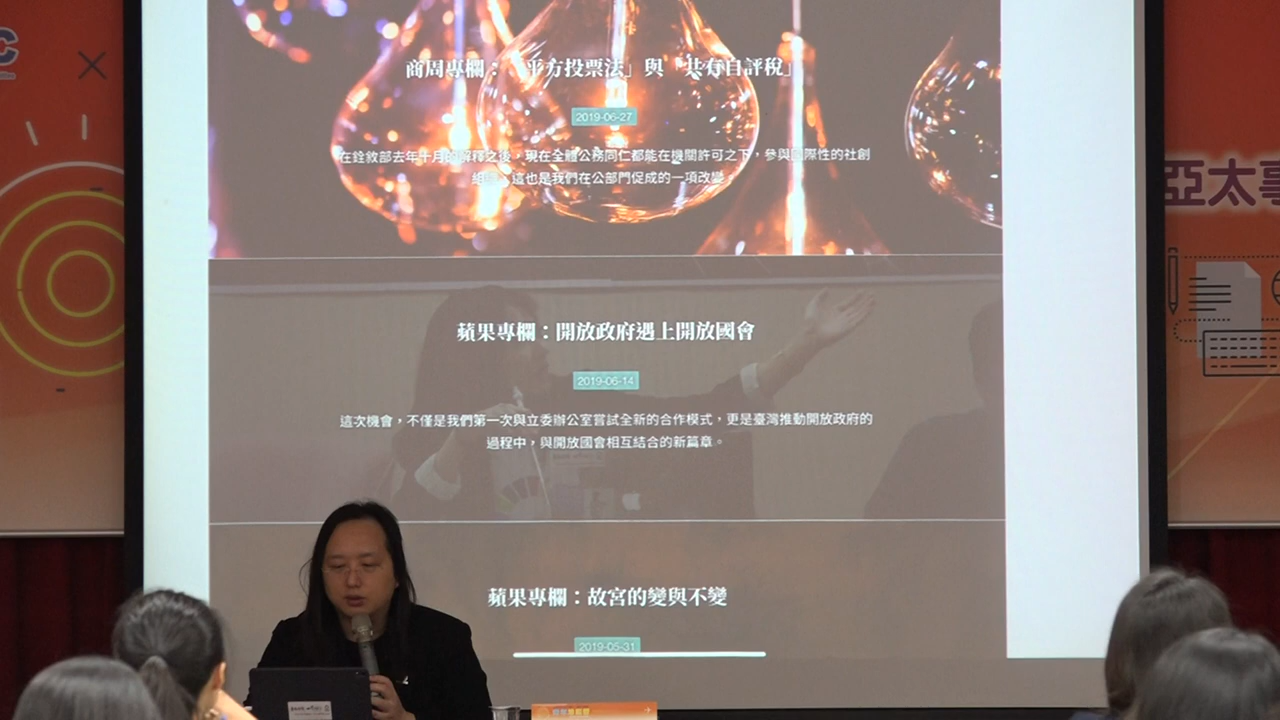 商周專欄：「平方投票法」與「共有自評稅」
2019-06-27
在銓敘部去年十月的解釋之後，現在全體公務同仁都能在機關許可之下，參與國際性的社創
組織，這也是我們在公部門促成的一項改變。
蘋果專欄：開放政府遇上開放國會
2019-06-14
這次機會，不僅是我們第一次與立委辦公室嘗試全新的合作模式，更是臺灣推動開放政府的
過程中，與開放國會相互結合的新篇章。
蘋果專欄：故宮的變與不變
2019-05-31
C
亞太事